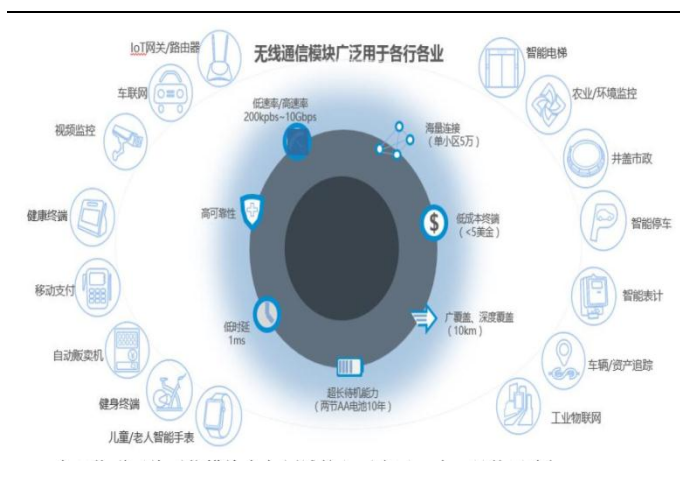 无线通信模块广泛用于各行各业
IoT网关/路由器
车联网
视频监控
健康终端
移动支付
自动贩卖机
健身终端
儿童/老人智能手表
低速率/高速率
200kpbs~10Gbps
高可靠性
低时延
1ms
超长待机能力
（两节AA电池10年）
海量连接
（单小区5万）
低成本终端
（<5美金）
广覆盖、深度覆盖
（10km）
智能电梯
农业/环境监控
井盖市政
智能停车
智能表计
车辆/资产追踪
工业物联网